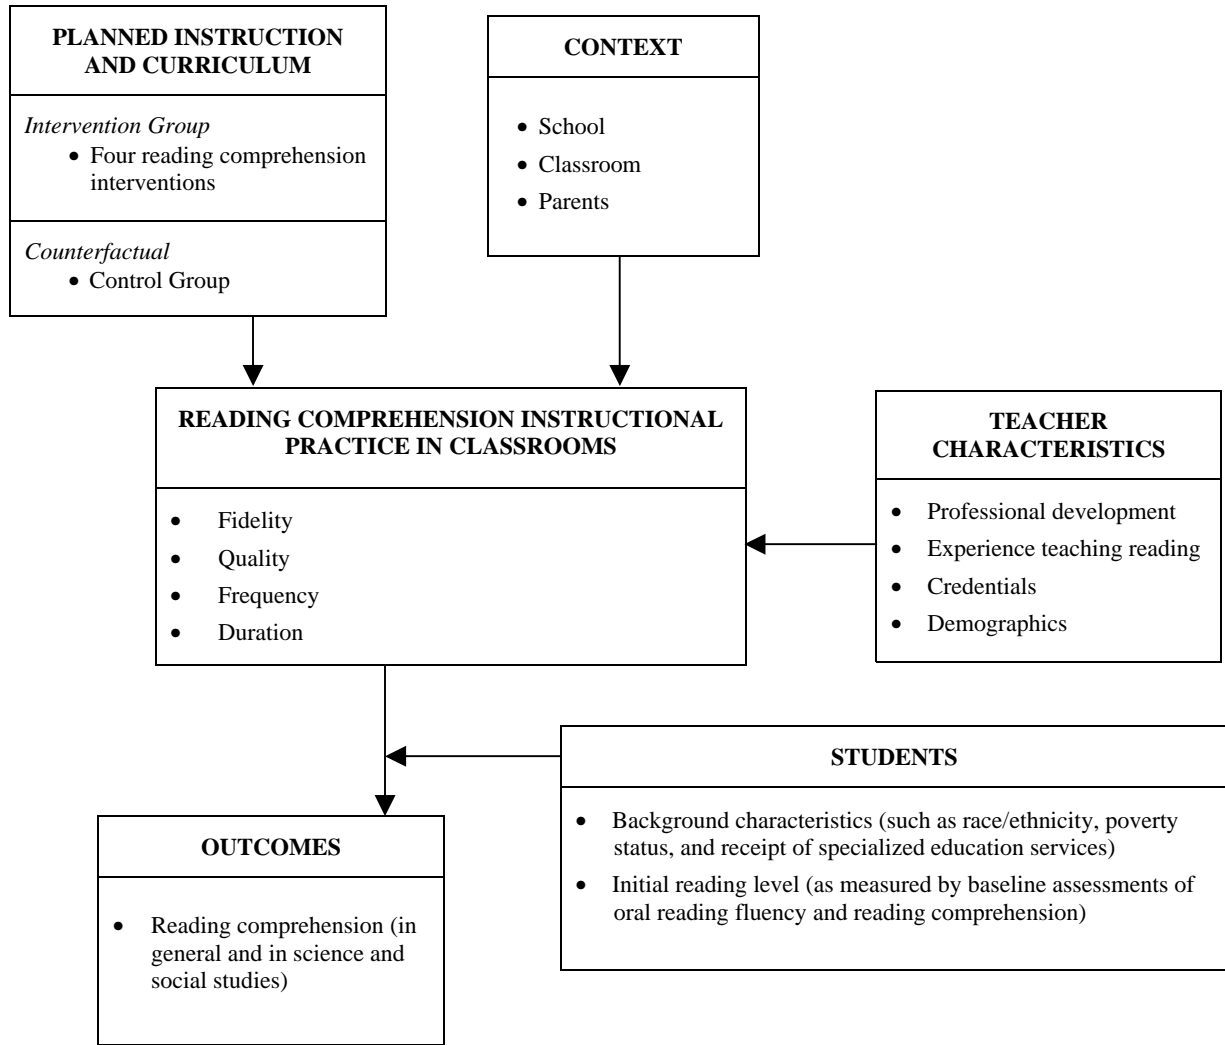 PLANNED INSTRUCTION
AND CURRICULUM
Intervention Group
• Four reading comprehension
interventions
Counterfactual
• Control Group
CONTEXT
• School
• Classroom
• Parents
READING COMPREHENSION INSTRUCTIONAL
PRACTICE IN CLASSROOMS
• Fidelity
• Quality
• Frequency
• Duration
TEACHER
CHARACTERISTICS
• Professional development
• Experience teaching reading
• Credentials
• Demographics
STUDENTS
• Background characteristics (such as race/ethnicity, poverty
status, and receipt of specialized education services)
• Initial reading level (as measured by baseline assessments of
oral reading fluency and reading comprehension)
OUTCOMES
• Reading comprehension (in
general and in science and
social studies)